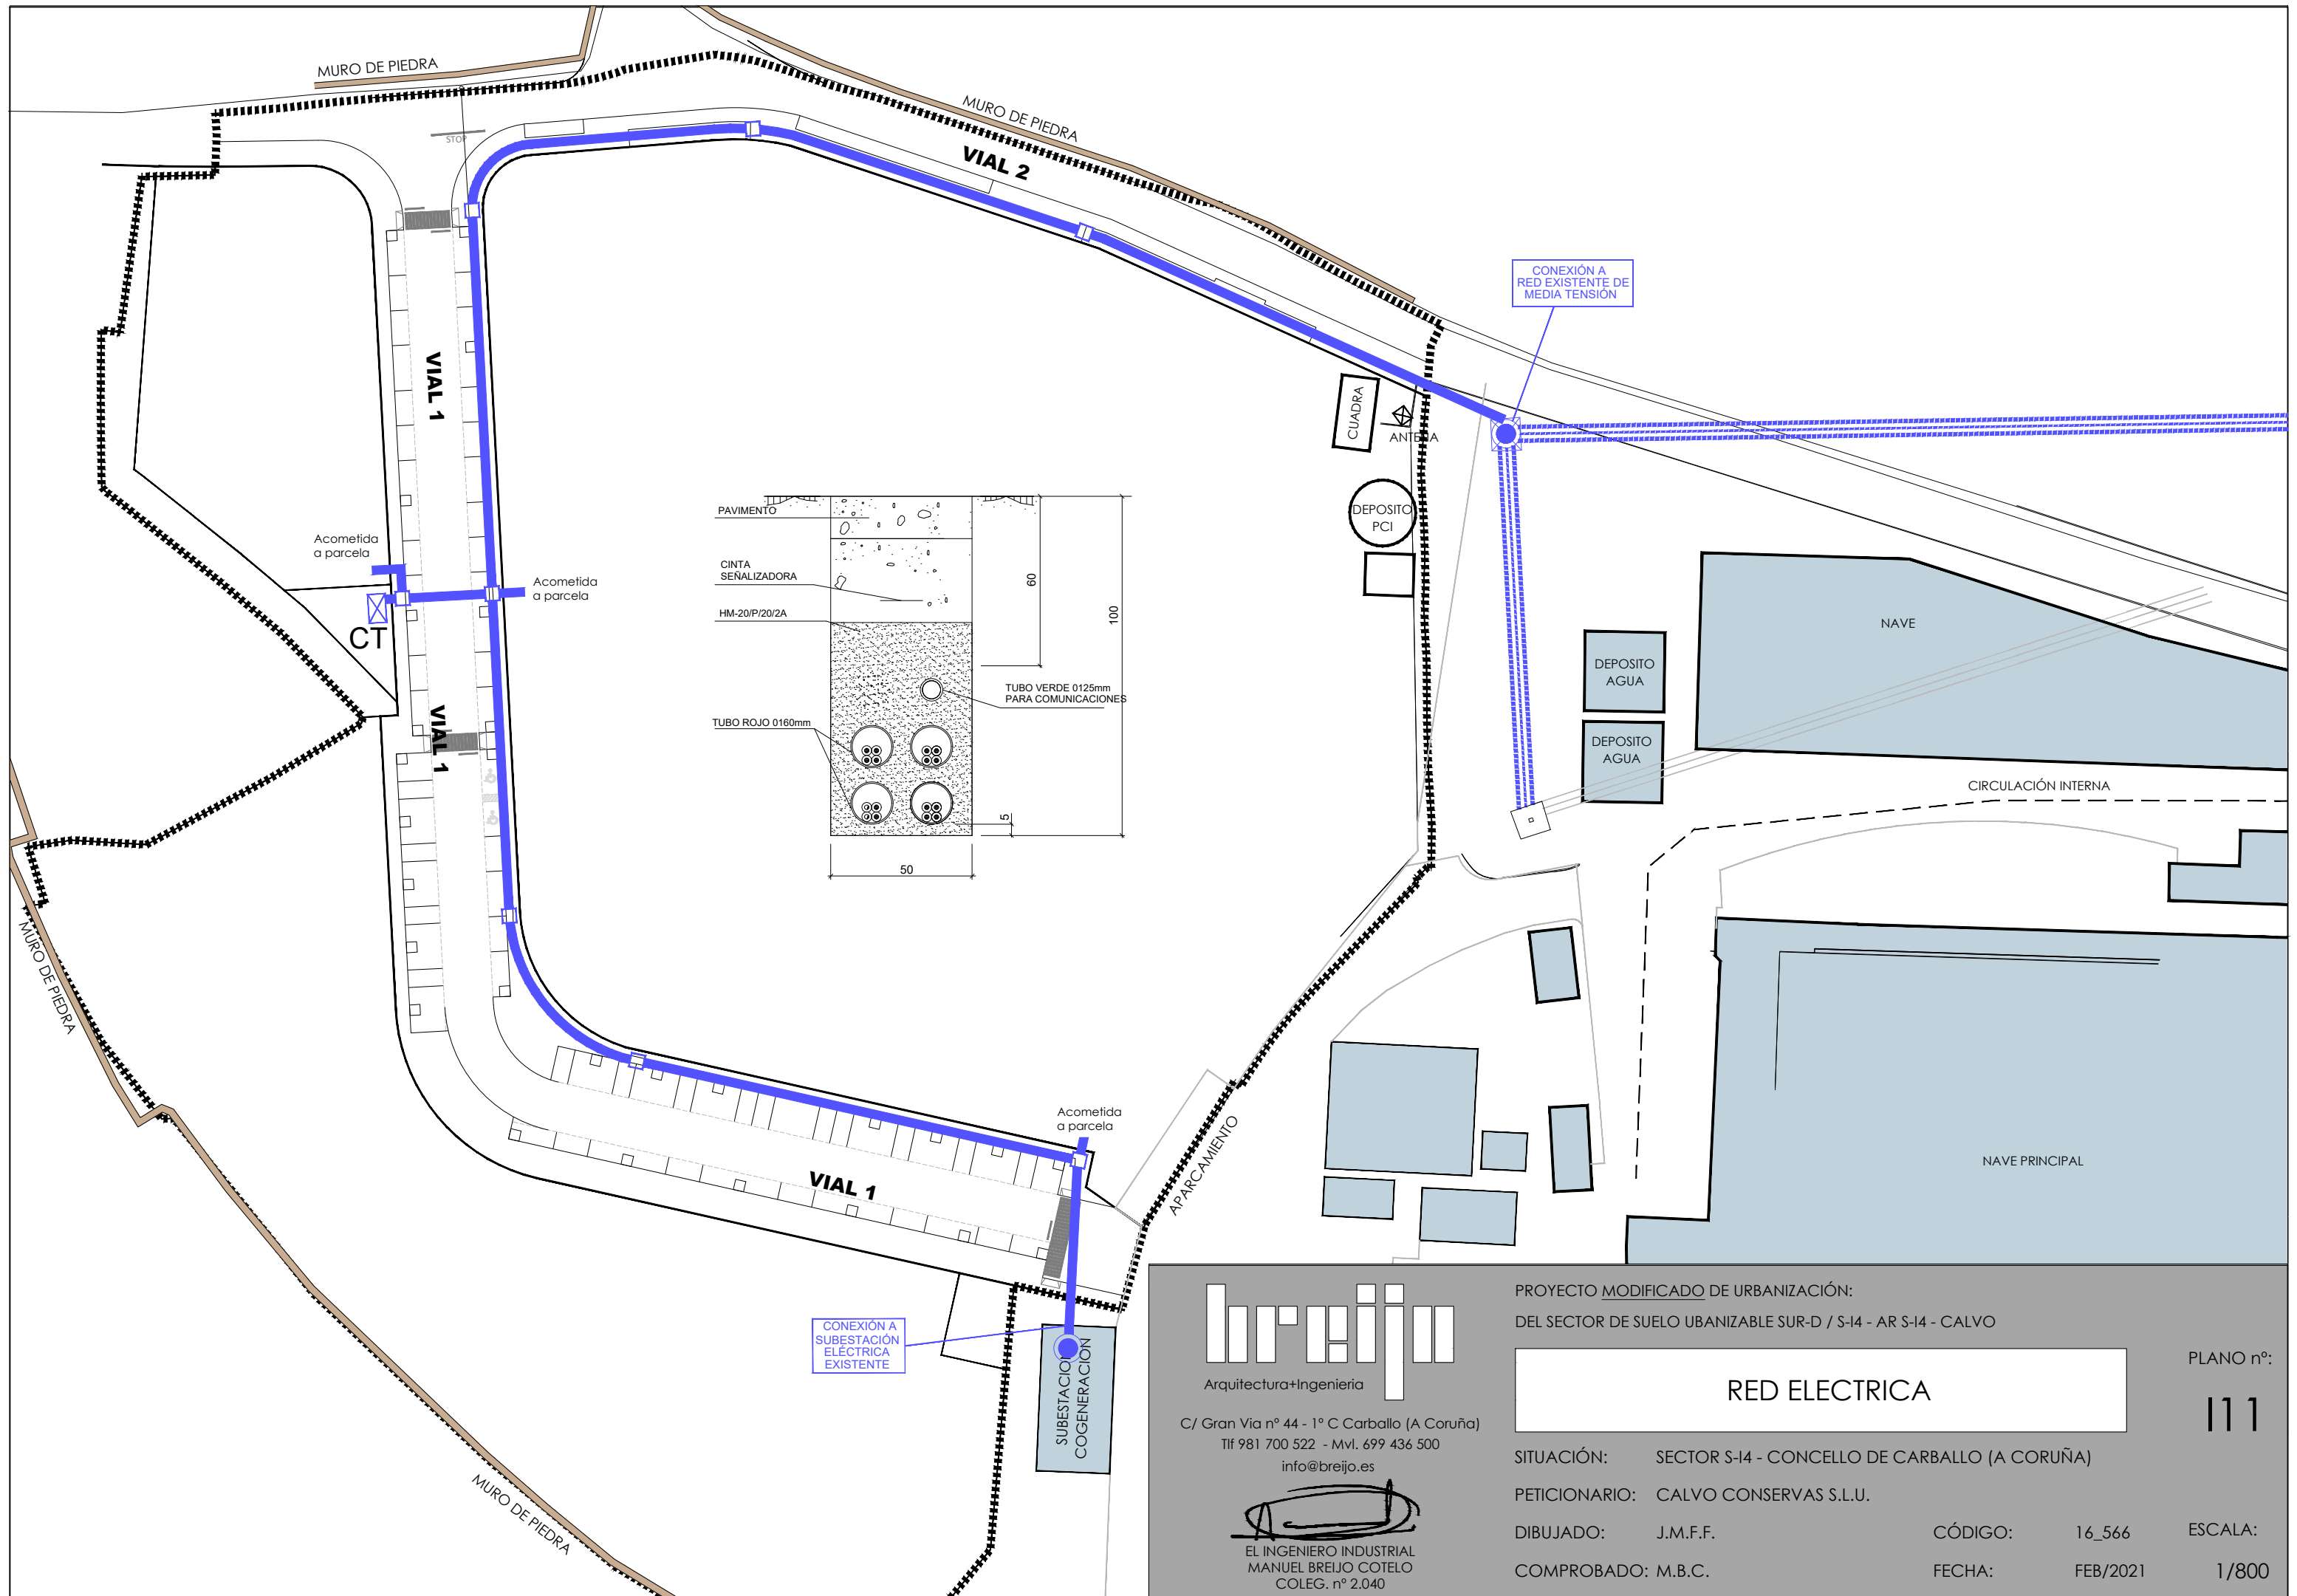 MURO DE PIEDRA
MURO DE PIEDRA
STOP
VIAL 2
CONEXIÓN A
RED EXISTENTE DE
MEDIA TENSIÓN
VIAL 1
CUADRA
ANTENA
DEPOSITO
PCI
PAVIMENTO
CINTA
SEÑALIZADORA
HM-20/P/20/2A
60
100
TUBO VERDE 0125mm
PARA COMUNICACIONES
TUBO ROJO 0160mm
5
50
Acometida
a parcela
Acometida
a parcela
CT
VIAL 1
NAVE
DEPOSITO
AGUA
DEPOSITO
AGUA
CIRCULACIÓN INTERNA
MURO DE PIEDRA
Acometida
a parcela
APARCAMIENTO
NAVE PRINCIPAL
VIAL 1
CONEXIÓN A
SUBESTACIÓN
ELÉCTRICA
EXISTENTE
SUBESTACION
COGENERACION
MURO DE PIEDRA
breijo
Arquitectura+Ingenieria
C/ Gran Via nº 44 - 1º C Carballo (A Coruña)
Tlf 981 700 522 - Mvl. 699 436 500
info@breijo.es
EL INGENIERO INDUSTRIAL
MANUEL BREIJO COTELO
COLEG. nº 2.040
PROYECTO MODIFICADO DE URBANIZACIÓN:
DEL SECTOR DE SUELO UBANIZABLE SUR-D / S-I4 - AR S-I4 - CALVO
RED ELECTRICA
PLANO nº:
I11
SITUACIÓN: SECTOR S-I4 - CONCELLO DE CARBALLO (A CORUÑA)
PETICIONARIO: CALVO CONSERVAS S.L.U.
DIBUJADO: J.M.F.F. CÓDIGO: 16_566 ESCALA:
COMPROBADO: M.B.C. FECHA: FEB/2021 1/800